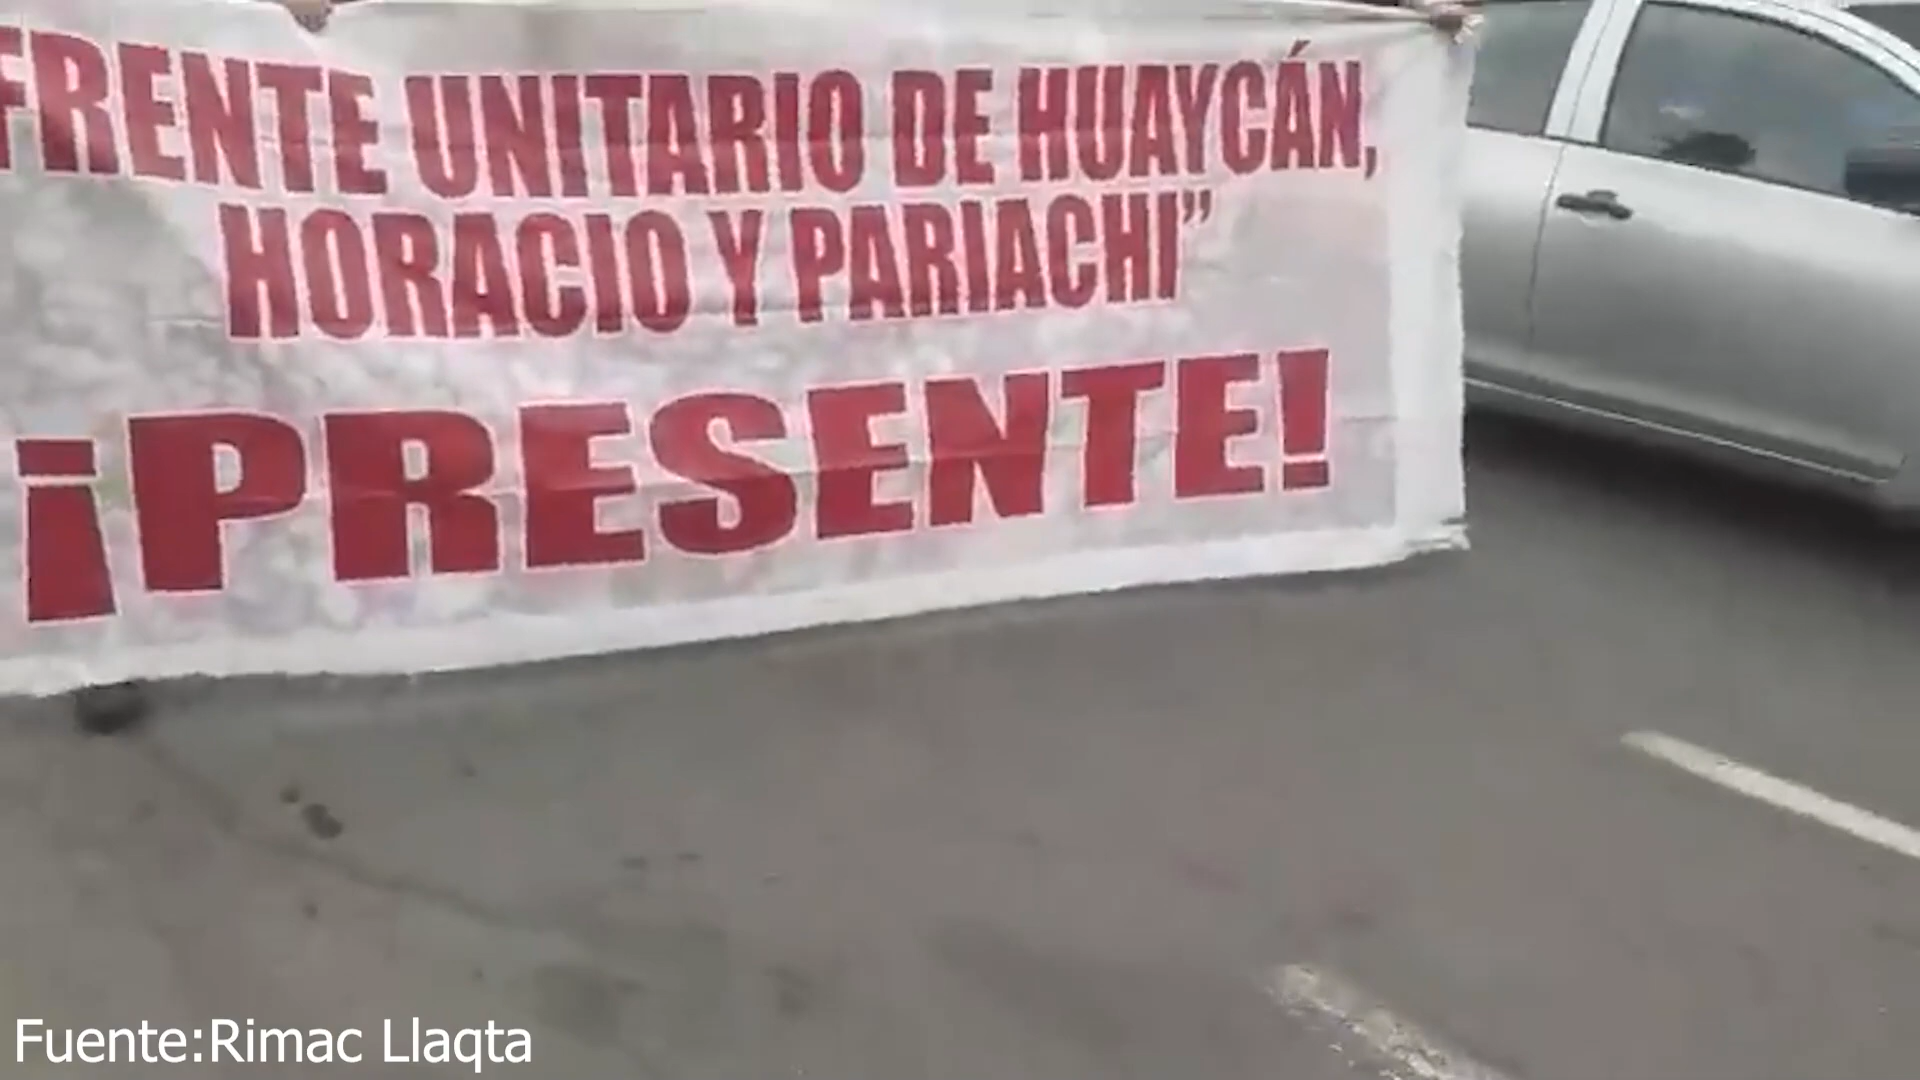 FRENTE UNITARIO DE HUAYCÁN,
HORACIO Y PARIACHI”
¡PRESENTE!
Fuente:Rimac Llaqta